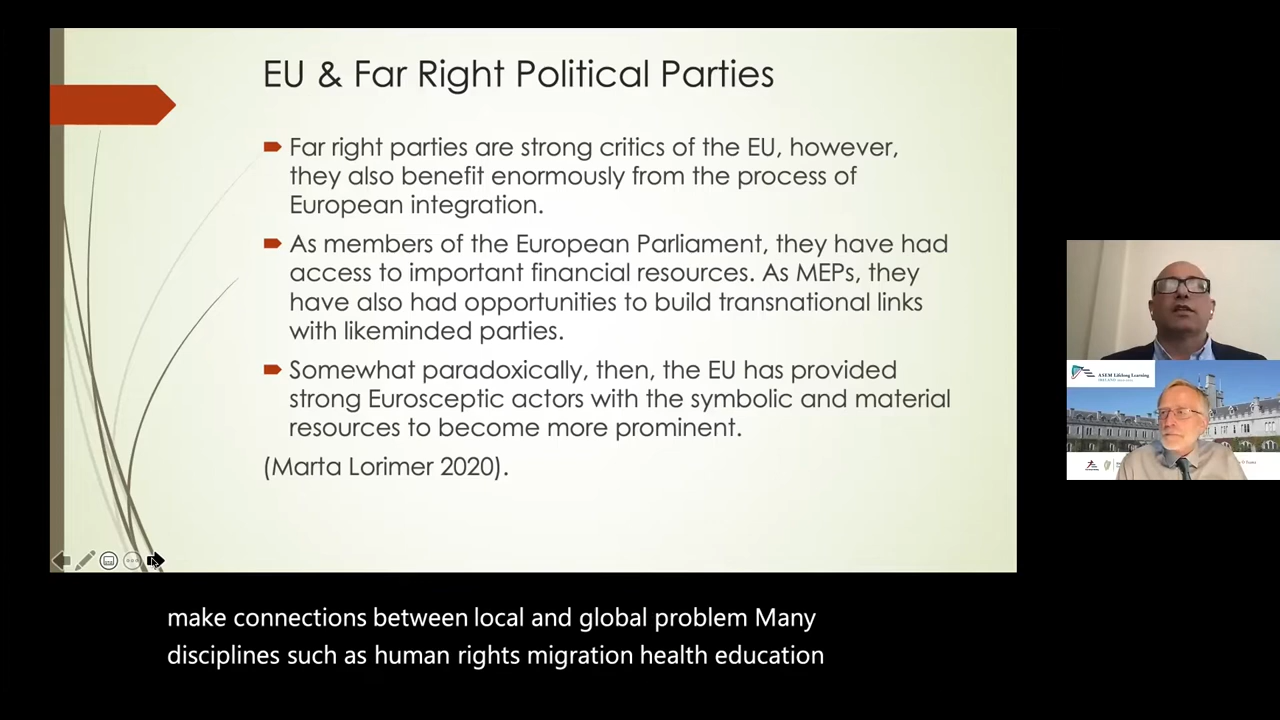 EU & Far Right Political Parties
Far right parties are strong critics of the EU, however,
they also benefit enormously from the process of
European integration.
As members of the European Parliament, they have had
access to important financial resources. As MEPs, they
have also had opportunities to build transnational links
with likeminded parties.
Somewhat paradoxically, then, the EU has provided
strong Eurosceptic actors with the symbolic and material
resources to become more prominent.
(Marta Lorimer 2020).
ASEM Lifelong Learning
make connections between local and global problem Many
disciplines such as human rights migration health education